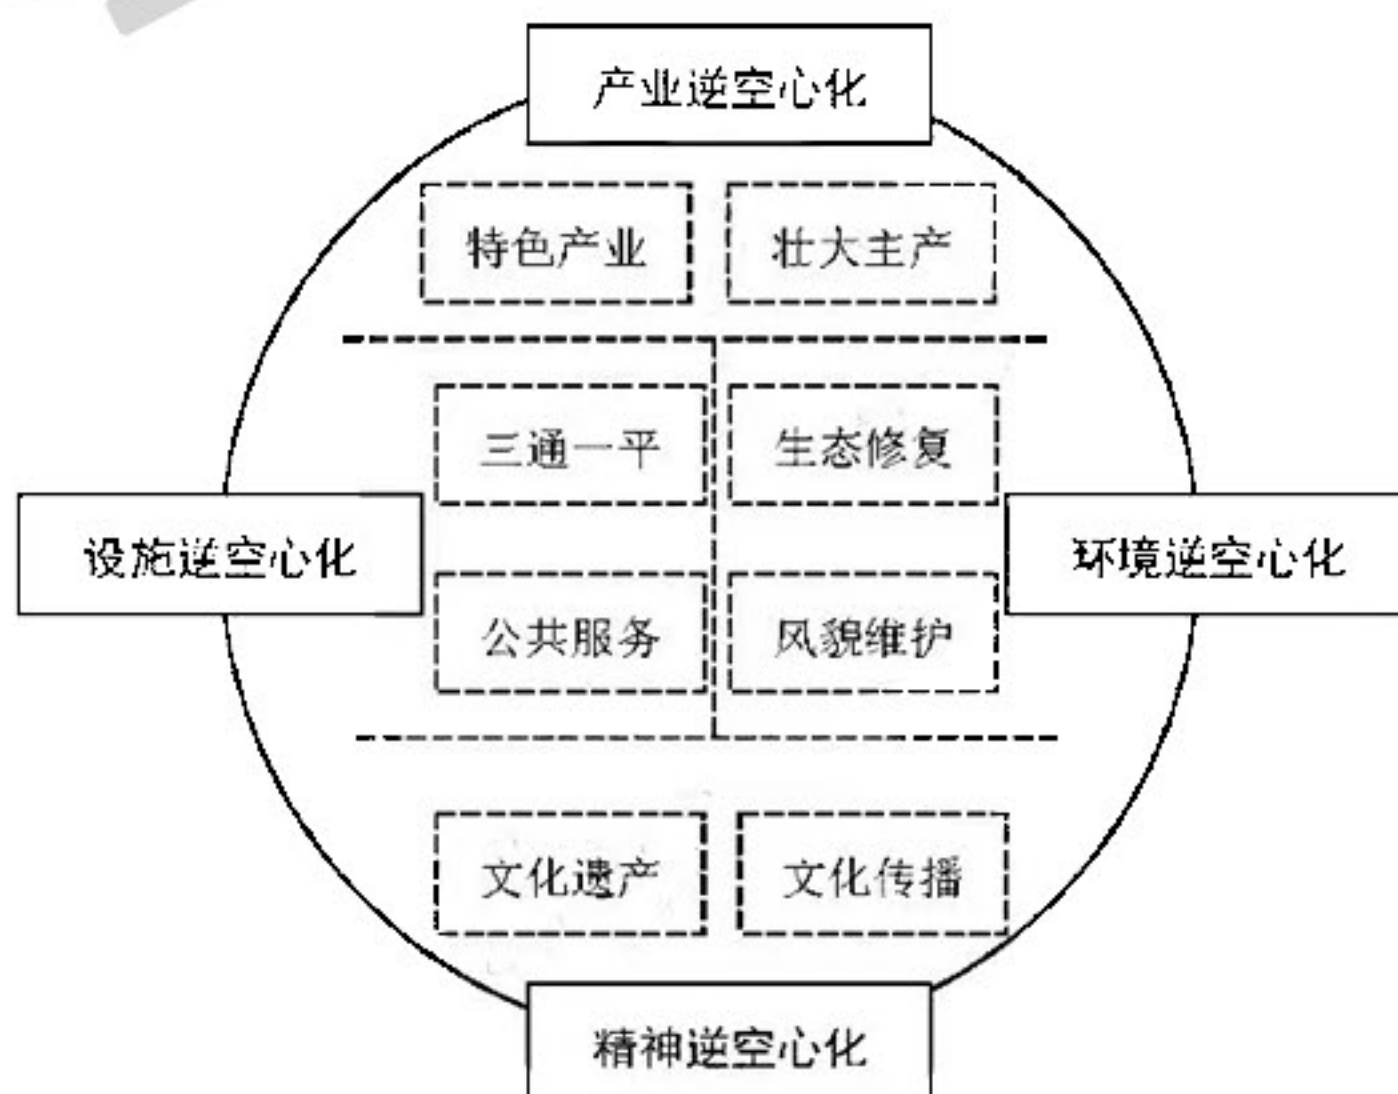 产业逆空心化
特色产业 壮大主产
三通一平 生态修复
设施逆空心化 环境逆空心化
公共服务 风貌维护
文化遗产 文化传播
精神逆空心化